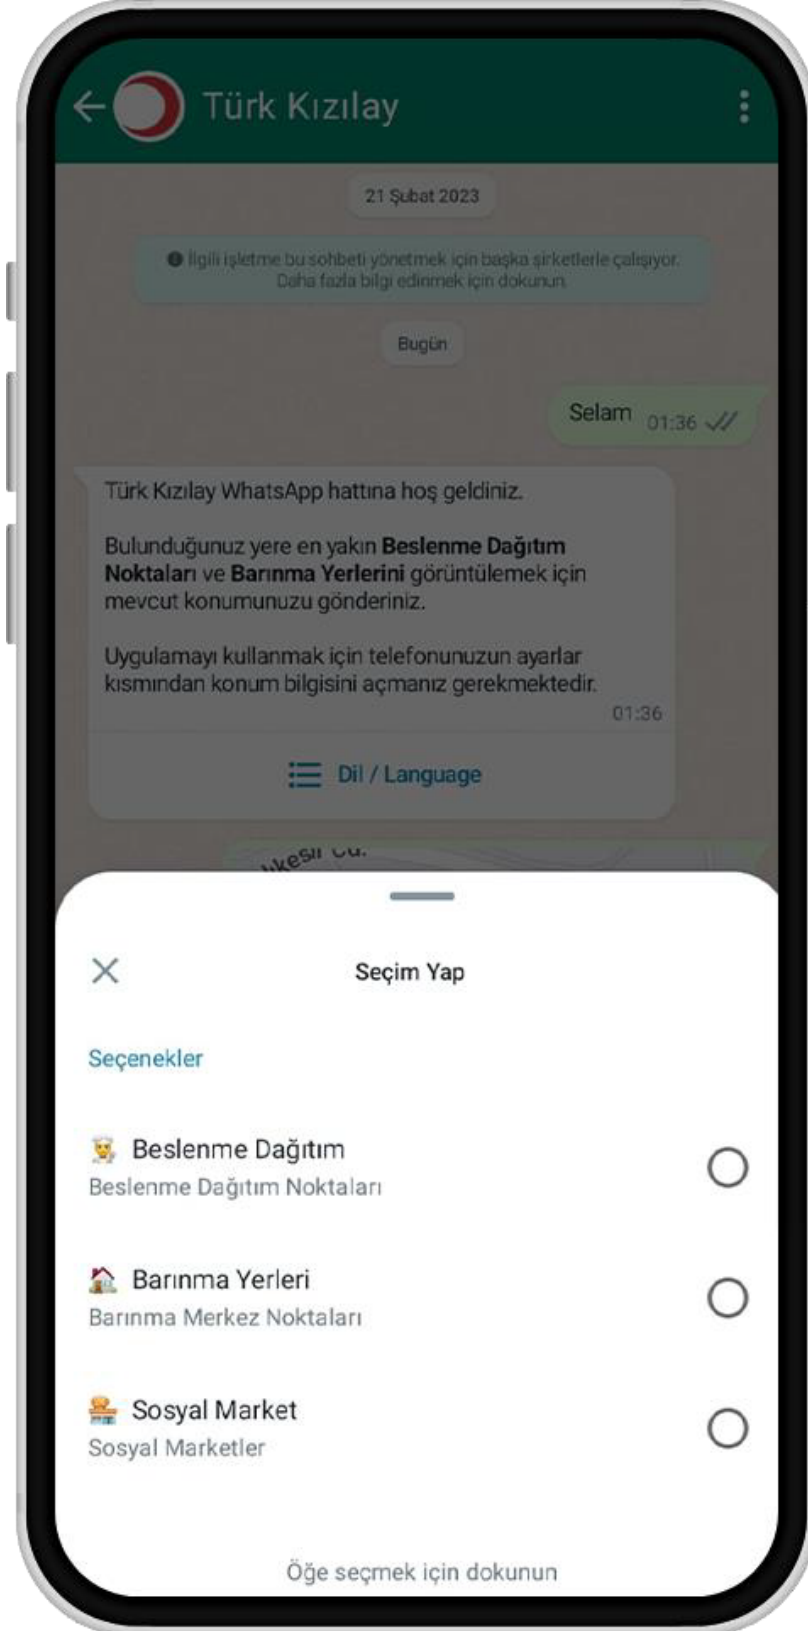 Türk Kızılay
21 Şubat 2023
İlgili işletme bu sohbeti yönetmek için başka şirketlerle çalışıyor.
Daha fazla bilgi edinmek için dokunun.
Bugün
Selam 01:36
Türk Kızılay WhatsApp hattına hoş geldiniz.
Bulunduğunuz yere en yakın Beslenme Dağıtım
Noktaları ve Barınma Yerlerini görüntülemek için
mevcut konumunuzu gönderiniz.
Uygulamayı kullanmak için telefonunuzun ayarlar
kısmından konum bilgisini açmanız gerekmektedir.
01:36
Dil / Language
Seçim Yap
Seçenekler
Beslenme Dağıtım
Beslenme Dağıtım Noktaları
Barınma Yerleri
Barınma Merkez Noktaları
Sosyal Market
Sosyal Marketler
Öğe seçmek için dokunun